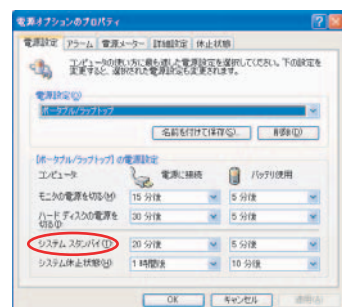 電源オプションのプロパティ
電源設定 アラーム 電源メーター 詳細設定 休止状態
コンピュータの使い方に最も適した電源設定を選択してください。下の設定を
変更すると、選択された電源設定も変更されます。
電源設定(C)
ポータブル/ラップトップ
名前を付けて保存(S)... 削除(D)
[ポータブル/ラップトップ] の電源設定
コンピュータ 電源に接続 バッテリ使用
モニタの電源を切る(M) 15 分後 5 分後
ハード ディスクの電源を
切る(I) 30 分後 5 分後
システム スタンバイ(T) 20 分後 5 分後
システム休止状態(H) 1 時間後 10 分後
OK キャンセル 適用(A)